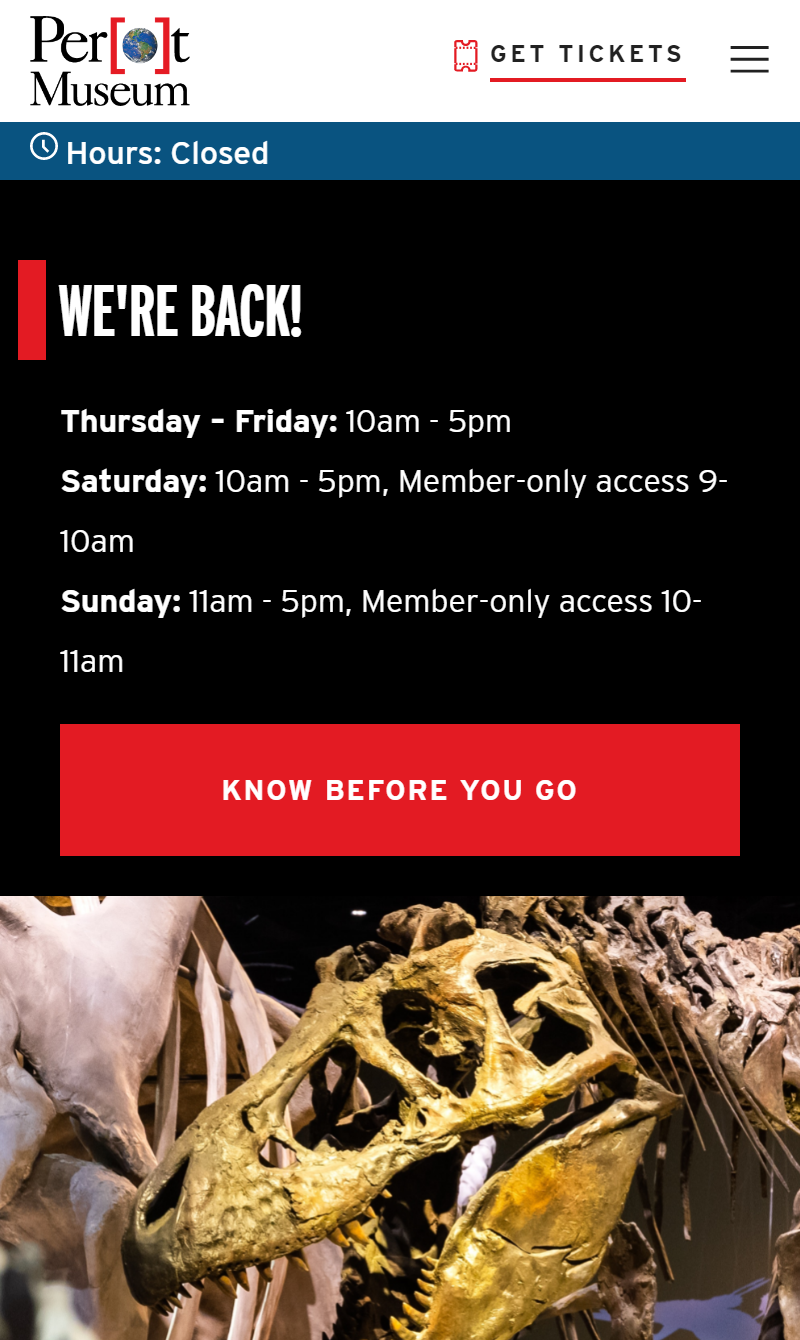 Per[ ]t
Museum
GET TICKETS
Hours: Closed
WE'RE BACK!
Thursday – Friday: 10am - 5pm
Saturday: 10am - 5pm, Member-only access 9-
10am
Sunday: 11am - 5pm, Member-only access 10-
11am
KNOW BEFORE YOU GO